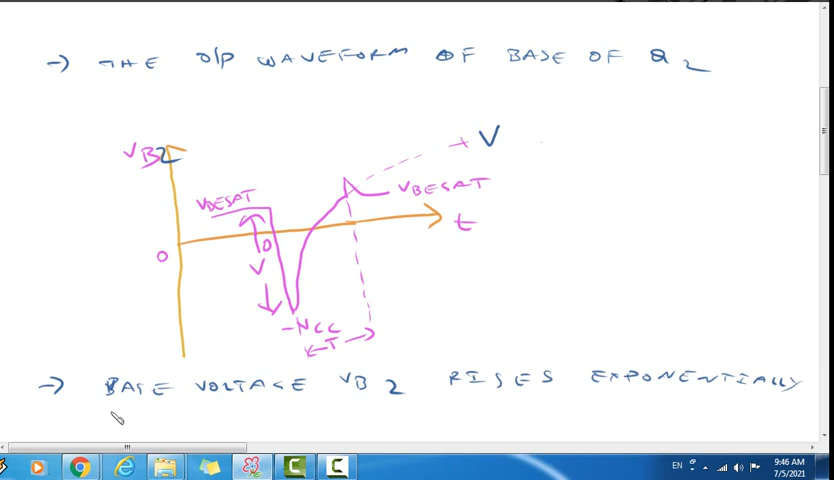 → THE O/P WAVEFORM OF BASE OF Q2
+ V
VB2
VBESAT
VBESAT
t
0
0
V
-VCC
T
→ BASE VOLTAGE VB2 RISES EXPONENTIALLY
EN
9:46 AM
7/5/2021